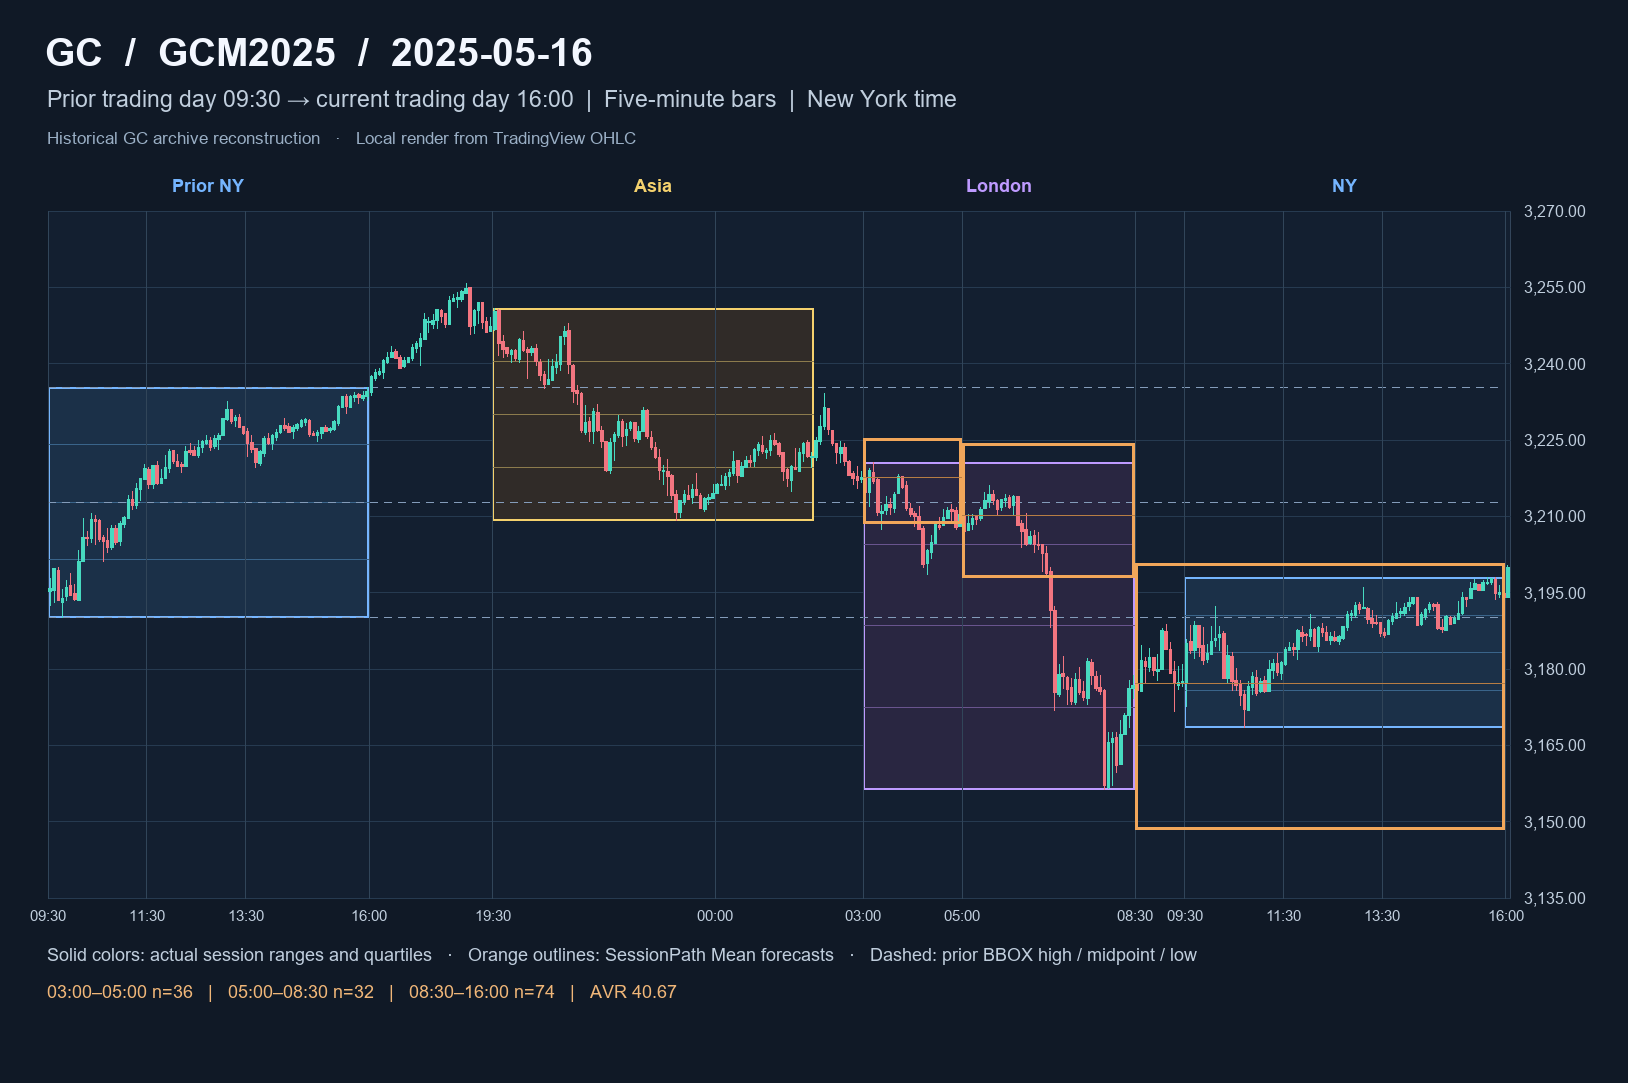 GC / GCM2025 / 2025-05-16
Prior trading day 09:30 → current trading day 16:00 | Five-minute bars | New York time
Historical GC archive reconstruction · Local render from TradingView OHLC
Prior NY Asia London NY
3,270.00
3,255.00
3,240.00
3,225.00
3,210.00
3,195.00
3,180.00
3,165.00
3,150.00
3,135.00
09:30 11:30 13:30 16:00 19:30 00:00 03:00 05:00 08:30 09:30 11:30 13:30 16:00
Solid colors: actual session ranges and quartiles · Orange outlines: SessionPath Mean forecasts · Dashed: prior BBOX high / midpoint / low
03:00–05:00 n=36 | 05:00–08:30 n=32 | 08:30–16:00 n=74 | AVR 40.67